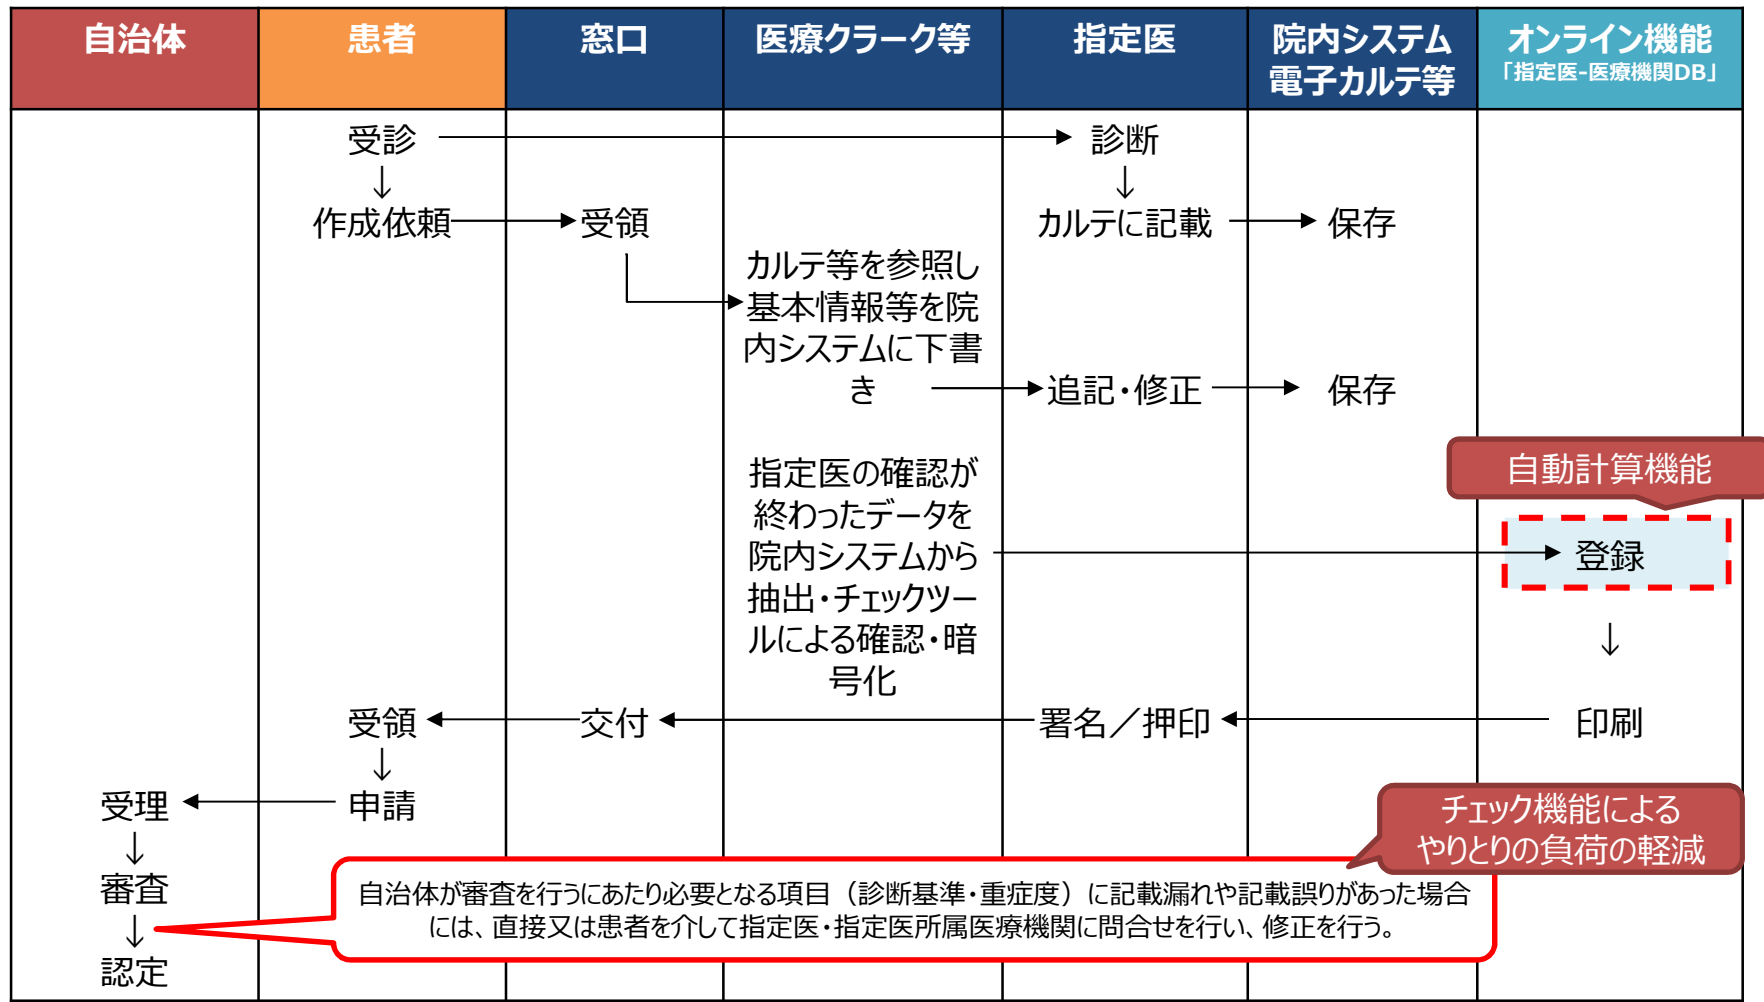 自治体
患者
窓口
医療クラーク等
指定医
院内システム
電子カルテ等
オンライン機能
「指定医-医療機関DB」
受診
診断
↓
↓
作成依頼
受領
カルテに記載
保存
カルテ等を参照し
基本情報等を院
内システムに下書
き
追記・修正
保存
自動計算機能
指定医の確認が
終わったデータを
院内システムから
抽出・チェックツー
ルによる確認・暗
号化
登録
↓
受領
交付
署名／押印
印刷
↓
受理
申請
↓
審査
↓
認定
チェック機能による
やりとりの負荷の軽減
自治体が審査を行うにあたり必要となる項目（診断基準・重症度）に記載漏れや記載誤りがあった場合
には、直接又は患者を介して指定医・指定医所属医療機関に問合せを行い、修正を行う。